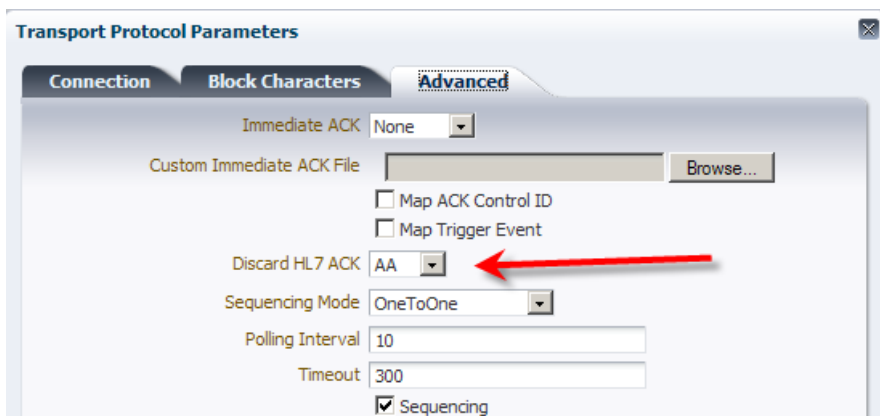 Transport Protocol Parameters
Connection Block Characters Advanced
Immediate ACK None
Custom Immediate ACK File Browse...
Map ACK Control ID
Map Trigger Event
Discard HL7 ACK AA
Sequencing Mode OneToOne
Polling Interval 10
Timeout 300
Sequencing